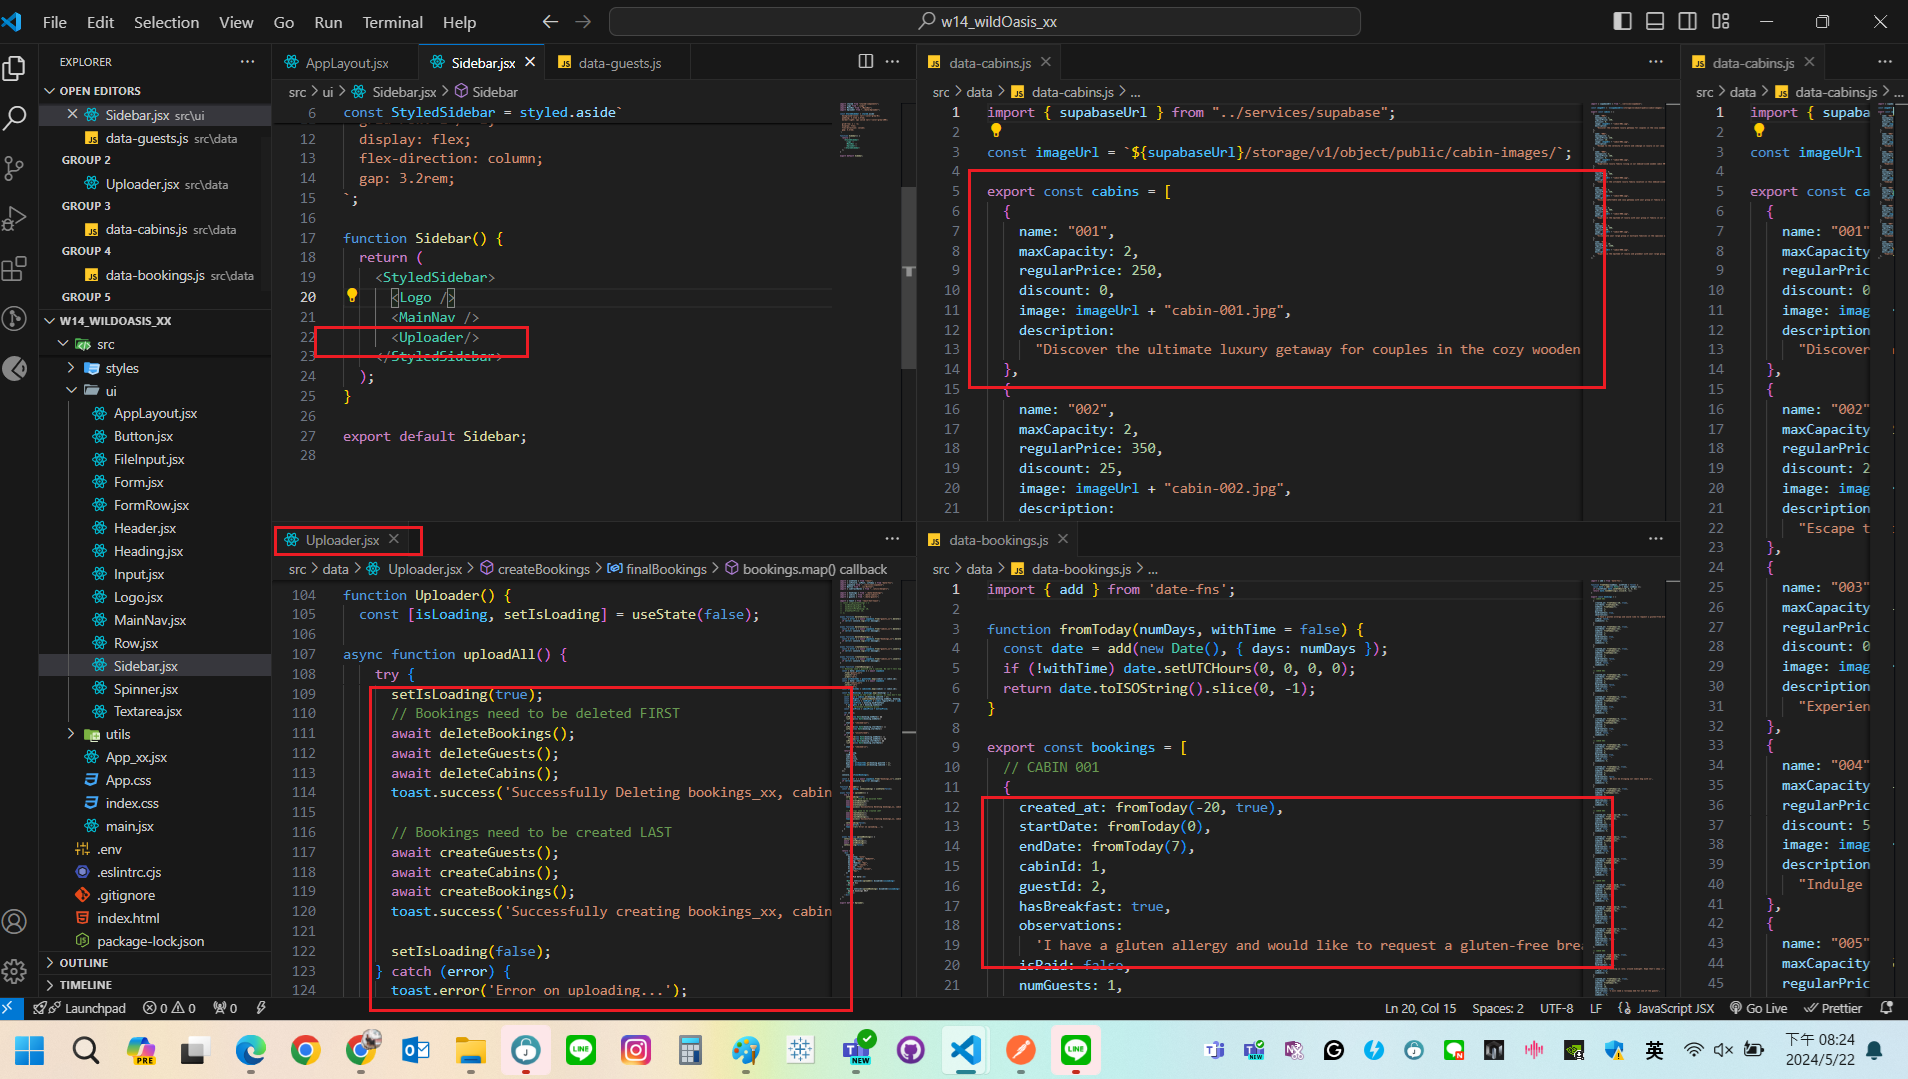 File Edit Selection View Go Run Terminal Help
w14_wildOasis_xx
EXPLORER
OPEN EDITORS
Sidebar.jsx src\ui
data-guests.js src\data
GROUP 2
Uploader.jsx src\data
GROUP 3
data-cabins.js src\data
GROUP 4
data-bookings.js src\data
GROUP 5
W14_WILDOASIS_XX
src
styles
ui
AppLayout.jsx
Button.jsx
FileInput.jsx
Form.jsx
FormRow.jsx
Header.jsx
Heading.jsx
Input.jsx
Logo.jsx
MainNav.jsx
Row.jsx
Sidebar.jsx
Spinner.jsx
Textarea.jsx
utils
App_xx.jsx
App.css
index.css
main.jsx
.env
.eslintrc.cjs
.gitignore
index.html
package-lock.json
OUTLINE
TIMELINE
AppLayout.jsx Sidebar.jsx data-guests.js
src > ui > Sidebar.jsx > Sidebar
6 const StyledSidebar = styled.aside`
12 display: flex;
13 flex-direction: column;
14 gap: 3.2rem;
15 `;
16
17 function Sidebar() {
18 return (
19 <StyledSidebar>
20 <Logo />
21 <MainNav />
22 <Uploader/>
23 </StyledSidebar>
24 );
25 }
26
27 export default Sidebar;
28
Uploader.jsx
src > data > Uploader.jsx > createBookings > finalBookings > bookings.map() callback
104 function Uploader() {
105 const [isLoading, setIsLoading] = useState(false);
106
107 async function uploadAll() {
108 try {
109 setIsLoading(true);
110 // Bookings need to be deleted FIRST
111 await deleteBookings();
112 await deleteGuests();
113 await deleteCabins();
114 toast.success('Successfully Deleting bookings_xx, cabin
115
116 // Bookings need to be created LAST
117 await createGuests();
118 await createCabins();
119 await createBookings();
120 toast.success('Successfully creating bookings_xx, cabin
121
122 setIsLoading(false);
123 } catch (error) {
124 toast.error('Error on uploading...');
data-cabins.js
src > data > data-cabins.js > ...
1 import { supabaseUrl } from "../services/supabase";
2
3 const imageUrl = `${supabaseUrl}/storage/v1/object/public/cabin-images/`;
4
5 export const cabins = [
6 {
7 name: "001",
8 maxCapacity: 2,
9 regularPrice: 250,
10 discount: 0,
11 image: imageUrl + "cabin-001.jpg",
12 description:
13 "Discover the ultimate luxury getaway for couples in the cozy wooden
14 },
15 {
16 name: "002",
17 maxCapacity: 2,
18 regularPrice: 350,
19 discount: 25,
20 image: imageUrl + "cabin-002.jpg",
21 description:
data-bookings.js
src > data > data-bookings.js > ...
1 import { add } from 'date-fns';
2
3 function fromToday(numDays, withTime = false) {
4 const date = add(new Date(), { days: numDays });
5 if (!withTime) date.setUTCHours(0, 0, 0, 0);
6 return date.toISOString().slice(0, -1);
7 }
8
9 export const bookings = [
10 // CABIN 001
11 {
12 created_at: fromToday(-20, true),
13 startDate: fromToday(0),
14 endDate: fromToday(7),
15 cabinId: 1,
16 guestId: 2,
17 hasBreakfast: true,
18 observations:
19 'I have a gluten allergy and would like to request a gluten-free brea
20 isPaid: false,
21 numGuests: 1,
data-cabins.js
src > data > data-cabins.js > ...
1 import { supaba
2
3 const imageUrl
4
5 export const ca
6 {
7 name: "001"
8 maxCapacity
9 regularPric
10 discount: 0
11 image: imag
12 description
13 "Discover
14 },
15 {
16 name: "002"
17 maxCapacity
18 regularPric
19 discount: 2
20 image: imag
21 description
22 "Escape t
23 },
24 {
25 name: "003"
26 maxCapacity
27 regularPric
28 discount: 0
29 image: imag
30 description
31 "Experien
32 },
33 {
34 name: "004"
35 maxCapacity
36 regularPric
37 discount: 5
38 image: imag
39 description
40 "Indulge
41 },
42 {
43 name: "005"
44 maxCapacity
45 regularPric
Launchpad 0 0 0
Ln 20, Col 15 Spaces: 2 UTF-8 LF JavaScript JSX Go Live Prettier
英
下午 08:24
2024/5/22